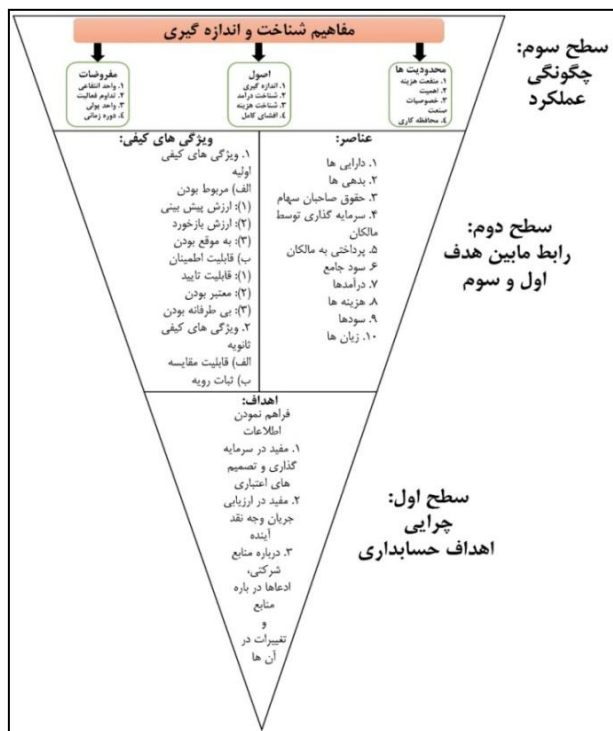 مفاهیم شناخت و اندازه گیری
سطح سوم:
چگونگی
عملکرد
محدودیت ها
۱. منفعت هزینه
۲. اهمیت
۳. خصوصیات
صنعت
۴. محافظه کاری
اصول
۱. اندازه گیری
۲. شناخت درآمد
۳. شناخت هزینه
۴. افشای کامل
مفروضات
۱. واحد انتفاعی
۲. تداوم فعالیت
۳. واحد پولی
۴. دوره زمانی
سطح دوم:
رابط مابین هدف
اول و سوم
عناصر:
۱. دارایی ها
۲. بدهی ها
۳. حقوق صاحبان سهام
۴. سرمایه گذاری توسط
مالکان
۵. پرداختی به مالکان
۶. سود جامع
۷. درآمدها
۸. هزینه ها
۹. سودها
۱۰. زیان ها
ویژگی های کیفی:
۱. ویژگی های کیفی
اولیه
الف) مربوط بودن
(۱): ارزش پیش بینی
(۲): ارزش بازخورد
(۳): به موقع بودن
ب) قابلیت اطمینان
(۱): قابلیت تایید
(۲): معتبر بودن
(۳): بی طرفانه بودن
۲. ویژگی های کیفی
ثانویه
الف) قابلیت مقایسه
ب) ثبات رویه
سطح اول:
چرایی
اهداف حسابداری
اهداف:
فراهم نمودن
اطلاعات
۱. مفید در سرمایه
گذاری و تصمیم
های اعتباری
۲. مفید در ارزیابی
جریان وجه نقد
آینده
۳. درباره منابع
شرکتی،
ادعاها در باره
منابع
و
تغییرات در
آن ها